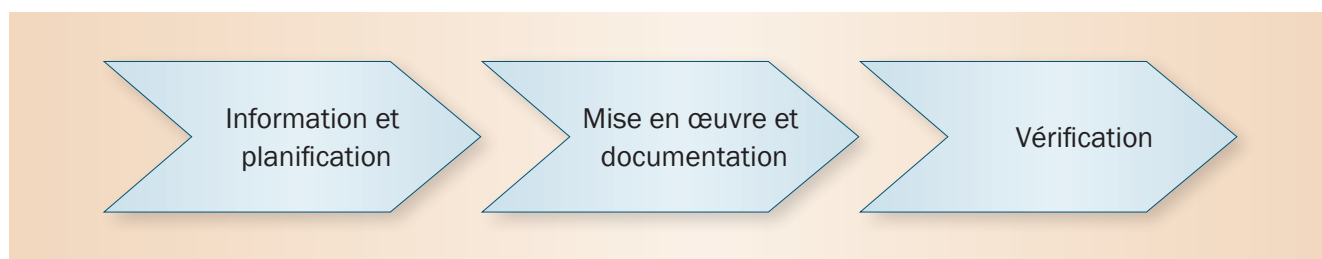 Information et
planification
Mise en œuvre et
documentation
Vérification